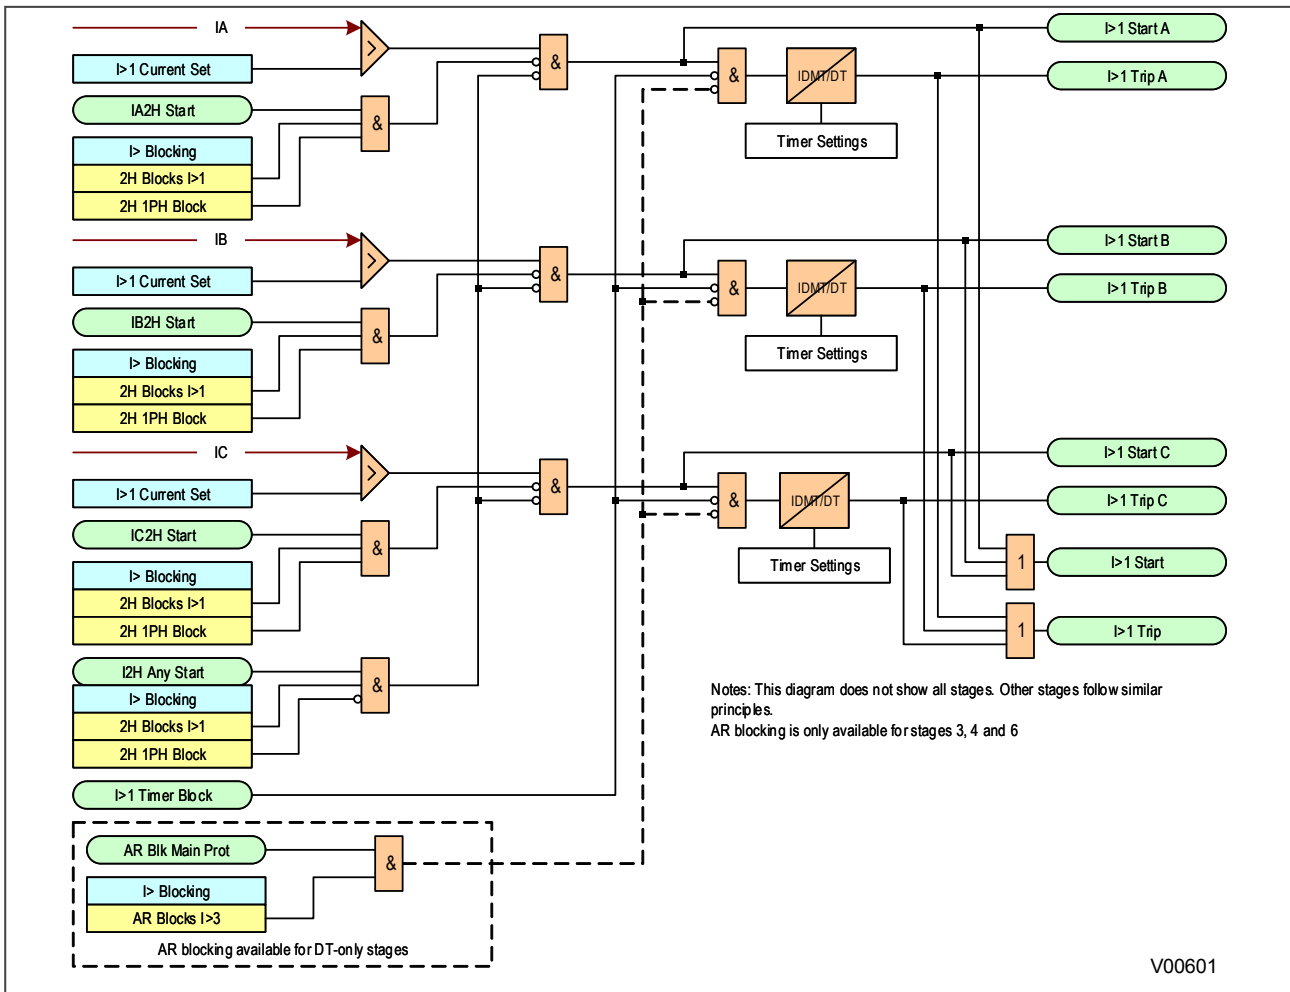 IA
I>1 Start A
>
&
I>1 Current Set
&
IDMT/DT
I>1 Trip A
IA2H Start
&
Timer Settings
I> Blocking
2H Blocks I>1
2H 1PH Block
IB
I>1 Start B
>
&
I>1 Current Set
&
IDMT/DT
I>1 Trip B
IB2H Start
&
Timer Settings
I> Blocking
2H Blocks I>1
2H 1PH Block
IC
I>1 Start C
>
&
I>1 Current Set
&
IDMT/DT
I>1 Trip C
IC2H Start
&
Timer Settings
1
I>1 Start
I> Blocking
2H Blocks I>1
2H 1PH Block
1
I>1 Trip
I2H Any Start
&
I> Blocking
2H Blocks I>1
2H 1PH Block
Notes: This diagram does not show all stages. Other stages follow similar
principles.
AR blocking is only available for stages 3, 4 and 6
I>1 Timer Block
AR Blk Main Prot
&
I> Blocking
AR Blocks I>3
AR blocking available for DT-only stages
V00601